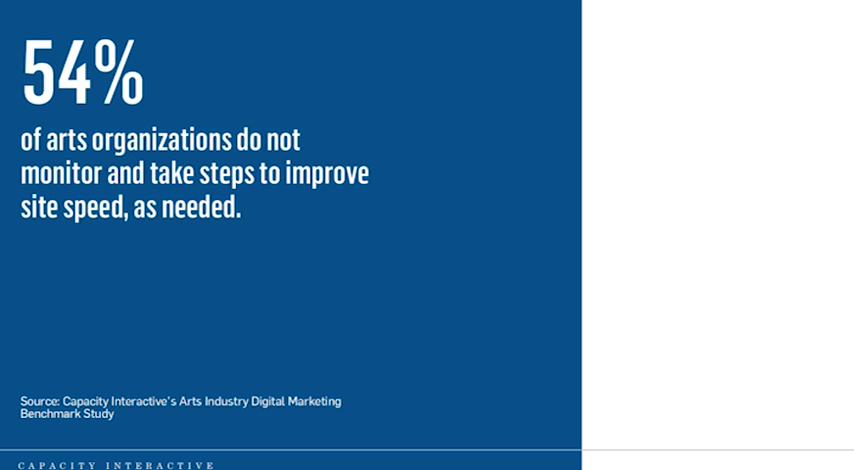 54%
of arts organizations do not
monitor and take steps to improve
site speed, as needed.
Source: Capacity Interactive's Arts Industry Digital Marketing
Benchmark Study
CAPACITY INTERACTIVE